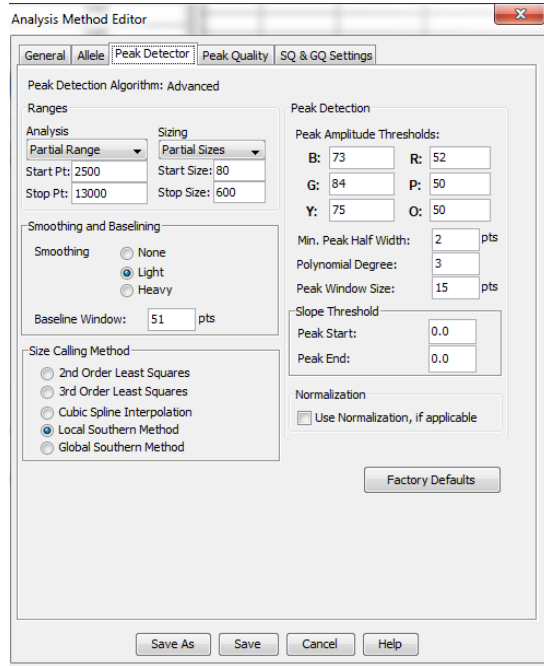 Analysis Method Editor
General Allele Peak Detector Peak Quality SQ & GQ Settings
Peak Detection Algorithm: Advanced
Ranges
Analysis Sizing
Partial Range Partial Sizes
Start Pt: 2500 Start Size: 80
Stop Pt: 13000 Stop Size: 600
Smoothing and Baselining
Smoothing None
Light
Heavy
Baseline Window: 51 pts
Size Calling Method
2nd Order Least Squares
3rd Order Least Squares
Cubic Spline Interpolation
Local Southern Method
Global Southern Method
Peak Detection
Peak Amplitude Thresholds:
B: 73 R: 52
G: 84 P: 50
Y: 75 O: 50
Min. Peak Half Width: 2 pts
Polynomial Degree: 3
Peak Window Size: 15 pts
Slope Threshold
Peak Start: 0.0
Peak End: 0.0
Normalization
Use Normalization, if applicable
Factory Defaults
Save As Save Cancel Help